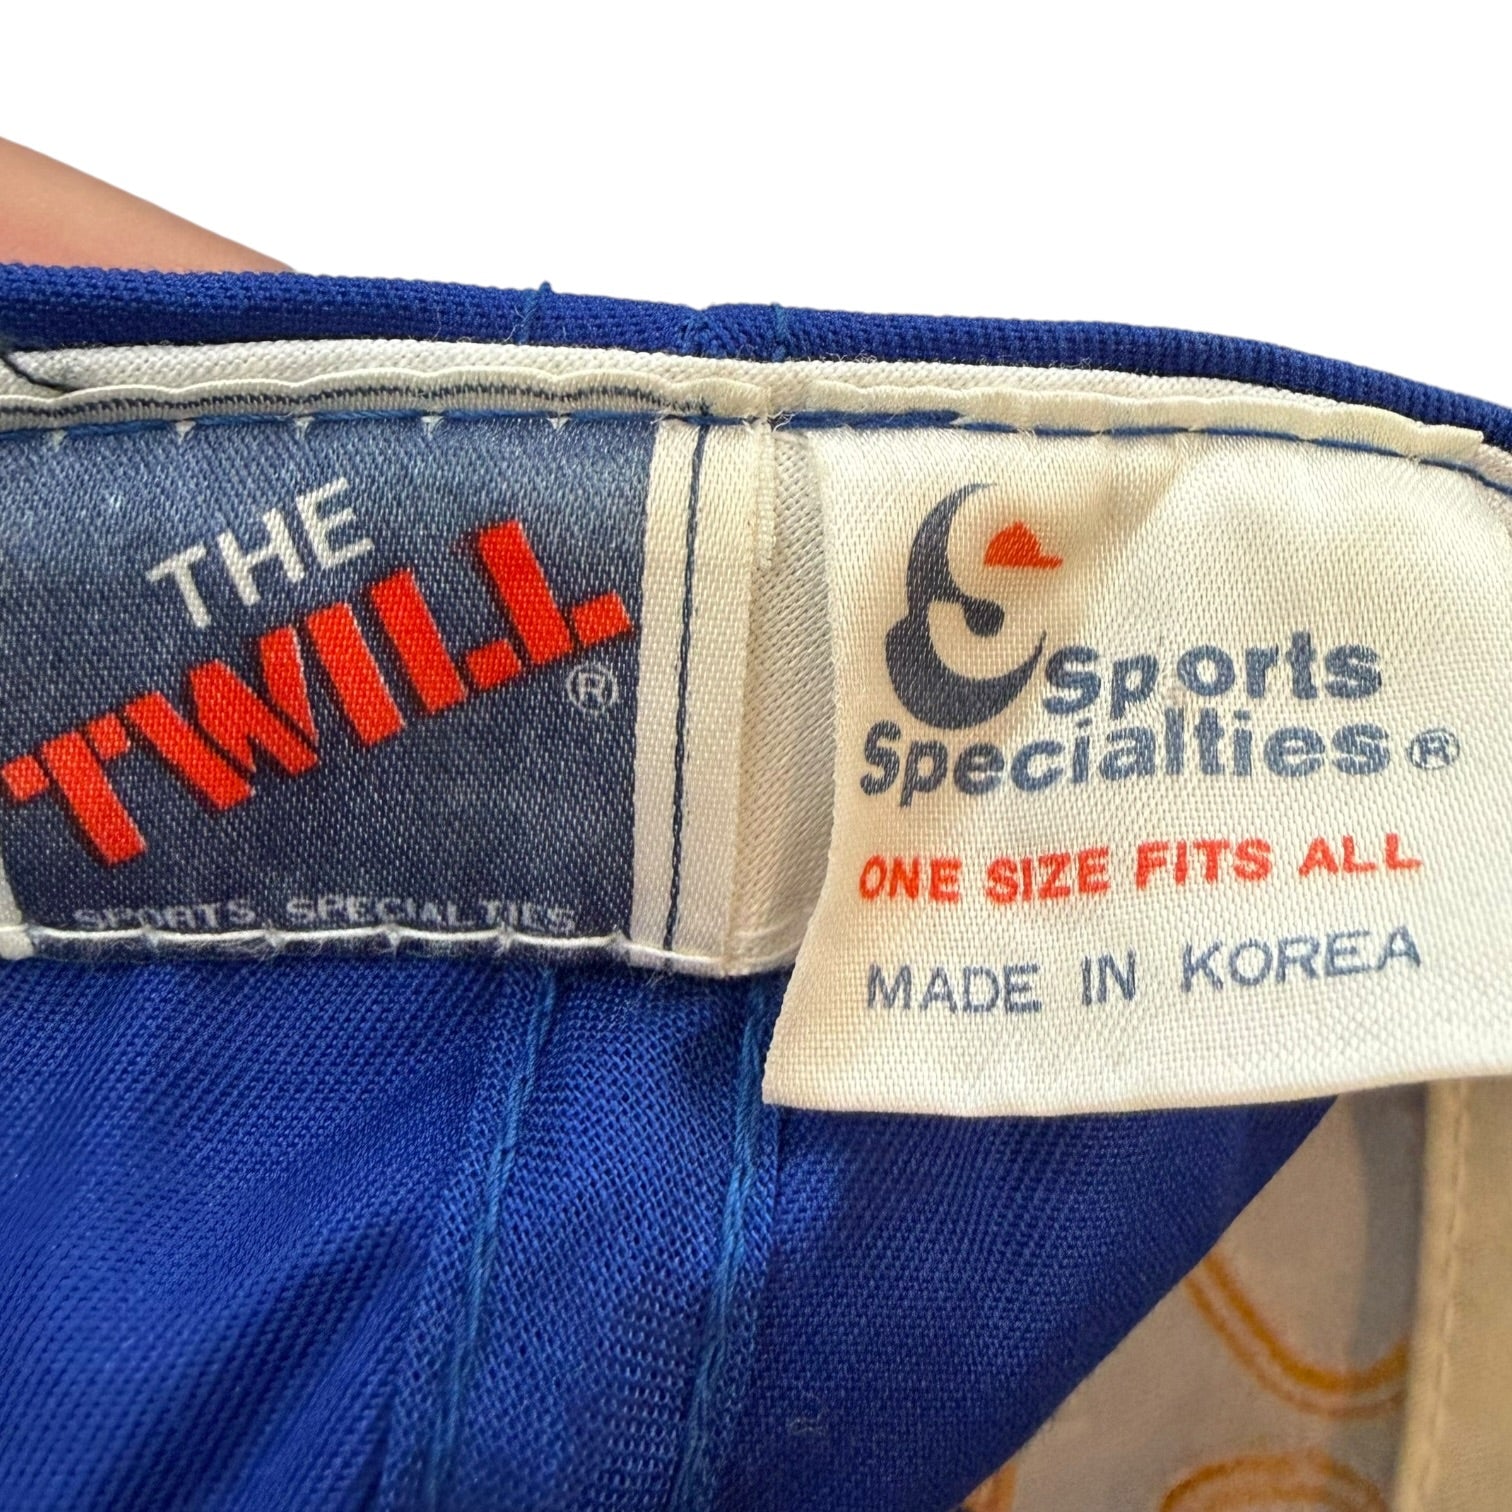 THE
TWILL®
SPORTS SPECIALTIES
Sports
Specialties®
ONE SIZE FITS ALL
MADE IN KOREA